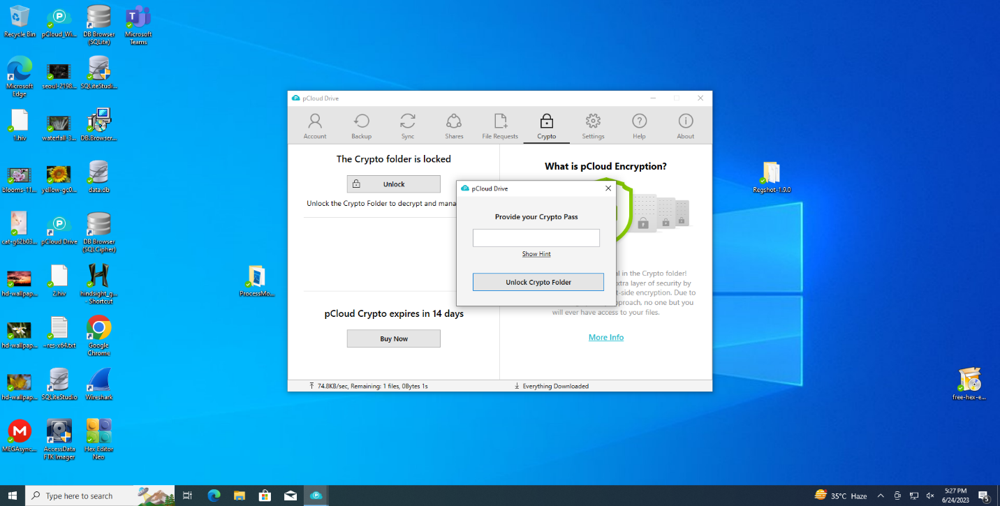 Recycle Bin
pCloud_Wi...
DB Browser
(SQLite)
Microsoft
Teams
Microsoft
Edge
seoul-2198...
SQLiteStudi...
1.hiv
waterfall-3...
DB.Browser...
blooms-11...
yellow-gc0...
data.db
cat-g62b03...
pCloud Drive
DB Browser
(SQLCipher)
hd-wallpap...
2.hiv
hindsight_g...
- Shortcut
hd-wallpap...
~res-x64.txt
Google
Chrome
hd-wallpap...
SQLiteStudio
Wireshark
MEGAsync...
AccessData
FTK Imager
Hex Editor
Neo
ProcessMo...
Regshot-1.9.0
free-hex-e...
pCloud Drive
Account
Backup
Sync
Shares
File Requests
Crypto
Settings
Help
About
The Crypto folder is locked
Unlock
Unlock the Crypto Folder to decrypt and mana
pCloud Crypto expires in 14 days
Buy Now
What is pCloud Encryption?
al in the Crypto folder!
xtra layer of security by
t-side encryption. Due to
pproach, no one but you
will ever have access to your files.
More Info
74.8KB/sec, Remaining: 1 files, 0Bytes 1s
Everything Downloaded
pCloud Drive
Provide your Crypto Pass
Show Hint
Unlock Crypto Folder
Type here to search
35°C Haze
5:27 PM
6/24/2023
5